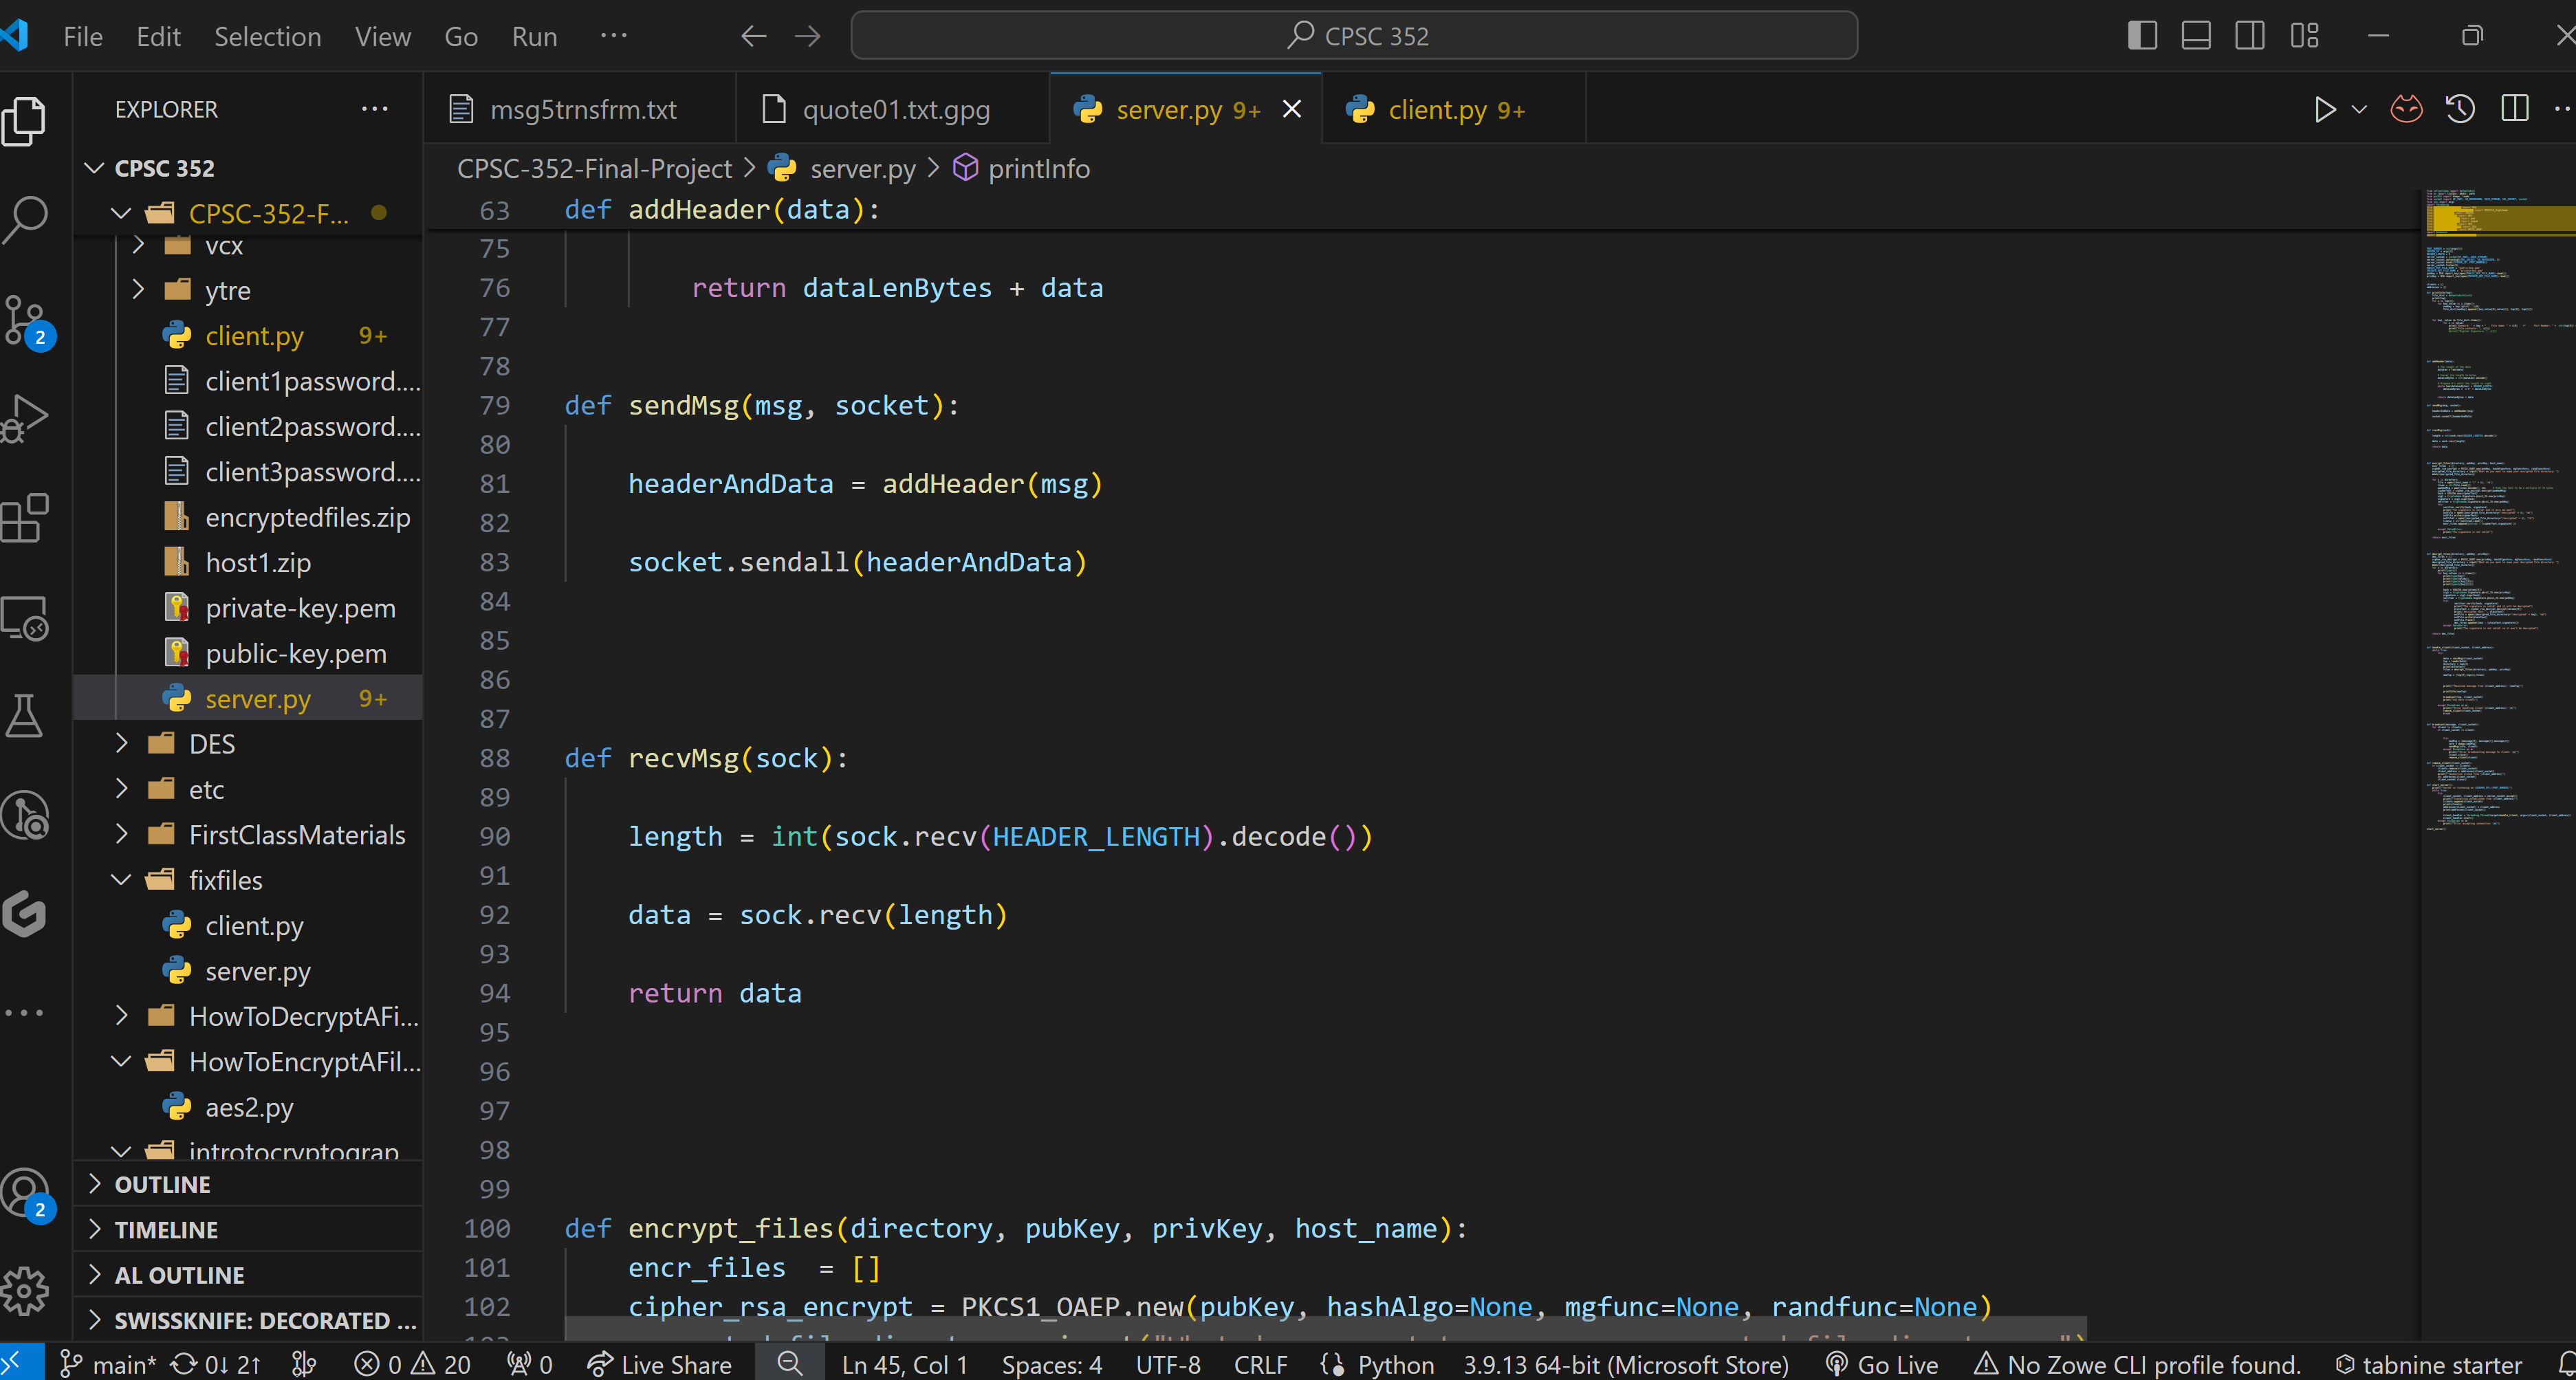 File Edit Selection View Go Run ··· CPSC 352
EXPLORER ···
CPSC 352
CPSC-352-F...
vcx
ytre
client.py 9+
client1password....
client2password....
client3password....
encryptedfiles.zip
host1.zip
private-key.pem
public-key.pem
server.py 9+
DES
etc
FirstClassMaterials
fixfiles
client.py
server.py
HowToDecryptAFi...
HowToEncryptAFil...
aes2.py
introtocryptograp
OUTLINE
TIMELINE
AL OUTLINE
SWISSKNIFE: DECORATED ...
2
2
msg5trnsfrm.txt quote01.txt.gpg server.py 9+ client.py 9+
CPSC-352-Final-Project > server.py > printInfo
63 def addHeader(data):
75
76 return dataLenBytes + data
77
78
79 def sendMsg(msg, socket):
80
81 headerAndData = addHeader(msg)
82
83 socket.sendall(headerAndData)
84
85
86
87
88 def recvMsg(sock):
89
90 length = int(sock.recv(HEADER_LENGTH).decode())
91
92 data = sock.recv(length)
93
94 return data
95
96
97
98
99
100 def encrypt_files(directory, pubKey, privKey, host_name):
101 encr_files = []
102 cipher_rsa_encrypt = PKCS1_OAEP.new(pubKey, hashAlgo=None, mgfunc=None, randfunc=None)
main* 0↓ 2↑ 0 20 0 Live Share Ln 45, Col 1 Spaces: 4 UTF-8 CRLF Python 3.9.13 64-bit (Microsoft Store) Go Live No Zowe CLI profile found. tabnine starter